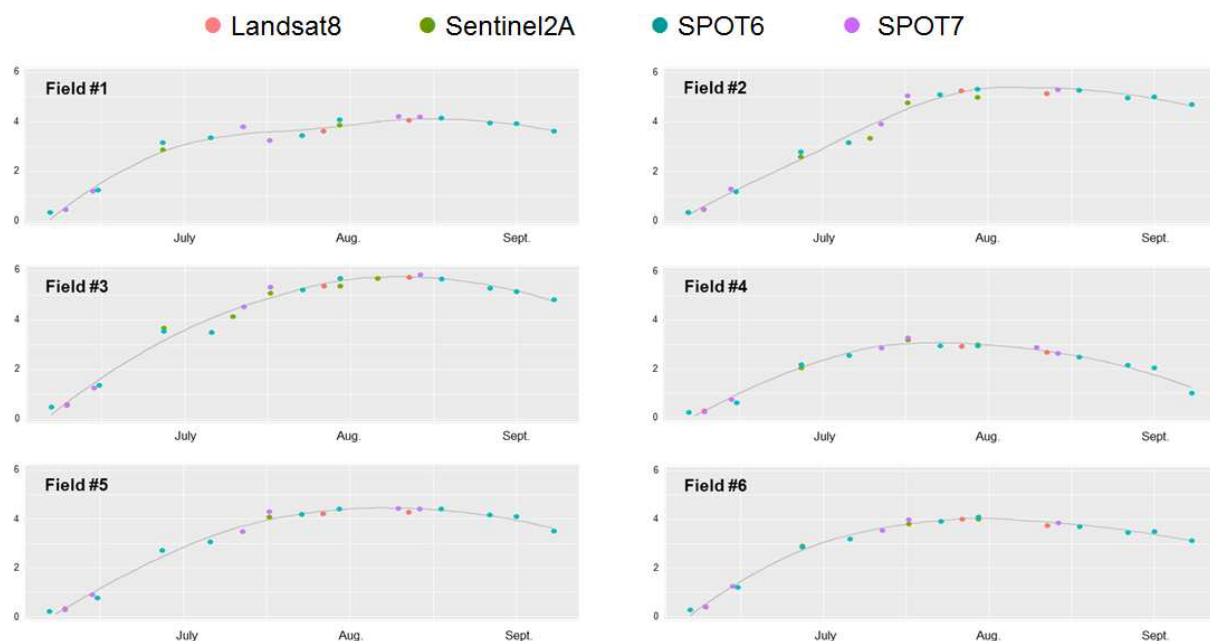 Landsat8 Sentinel2A SPOT6 SPOT7
Field #1
6
4
2
0
July Aug. Sept.
Field #2
6
4
2
0
July Aug. Sept.
Field #3
6
4
2
0
July Aug. Sept.
Field #4
6
4
2
0
July Aug. Sept.
Field #5
6
4
2
0
July Aug. Sept.
Field #6
6
4
2
0
July Aug. Sept.